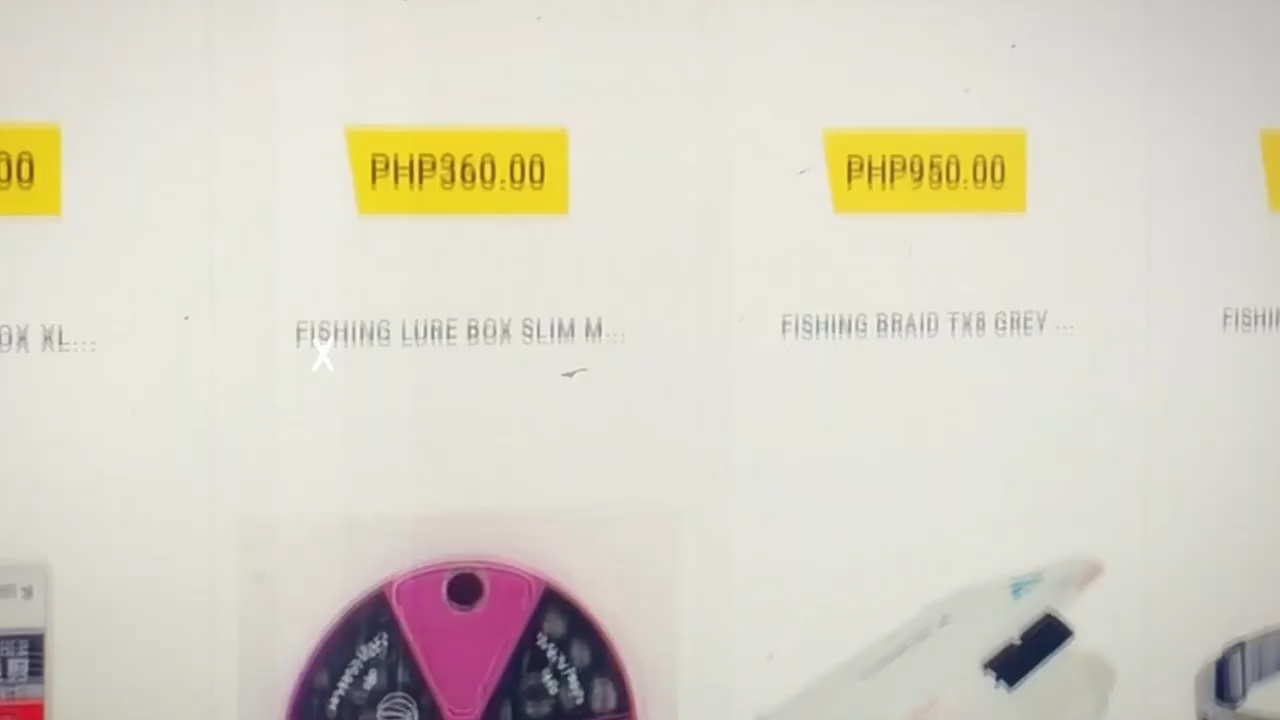 00
PHP360.00
PHP950.00
OX XL...
FISHING LURE BOX SLIM M...
FISHING BRAID TX8 GREY ...
FISHI
X